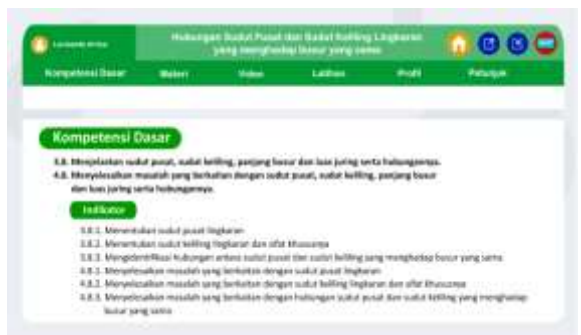 Hubungan Sudut Pusat dan Sudut Keliling Lingkaran
yang menghadap busur yang sama
Kompetensi Dasar Materi Video Latihan Profil Petunjuk
Kompetensi Dasar
3.8. Menjelaskan sudut pusat, sudut keliling, panjang busur dan luas juring serta hubungannya.
4.8. Menyelesaikan masalah yang berkaitan dengan sudut pusat, sudut keliling, panjang busur
dan luas juring serta hubungannya.
Indikator
3.8.1. Menentukan sudut pusat lingkaran
3.8.2. Menentukan sudut keliling lingkaran dan sifat khususnya
3.8.3. Mengidentifikasi hubungan antara sudut pusat dan sudut keliling yang menghadap busur yang sama
4.8.1. Menyelesaikan masalah yang berkaitan dengan sudut pusat lingkaran
4.8.2. Menyelesaikan masalah yang berkaitan dengan sudut keliling lingkaran dan sifat khususnya
4.8.3. Menyelesaikan masalah yang berkaitan dengan hubungan sudut pusat dan sudut keliling yang menghadap
busur yang sama